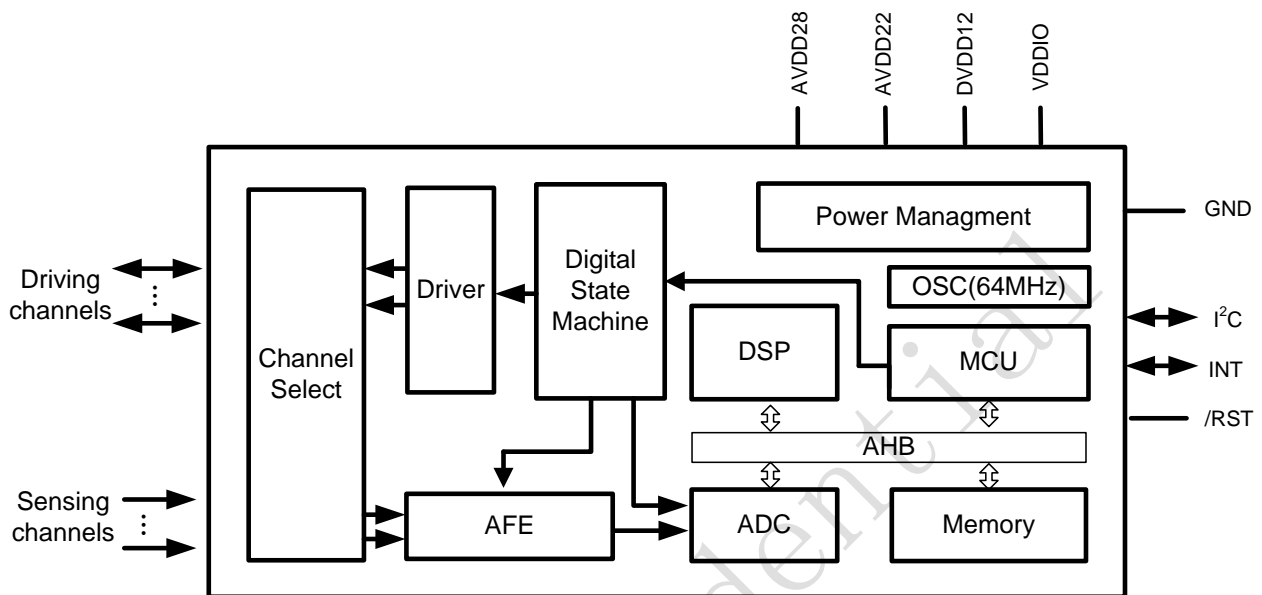 AVDD28
AVDD22
DVDD12
VDDIO
Power Managment
GND
Driving
channels
Driver
Digital
State
Machine
OSC(64MHz)
I²C
DSP
MCU
Channel
Select
INT
/RST
AHB
Sensing
channels
AFE
ADC
Memory
dential